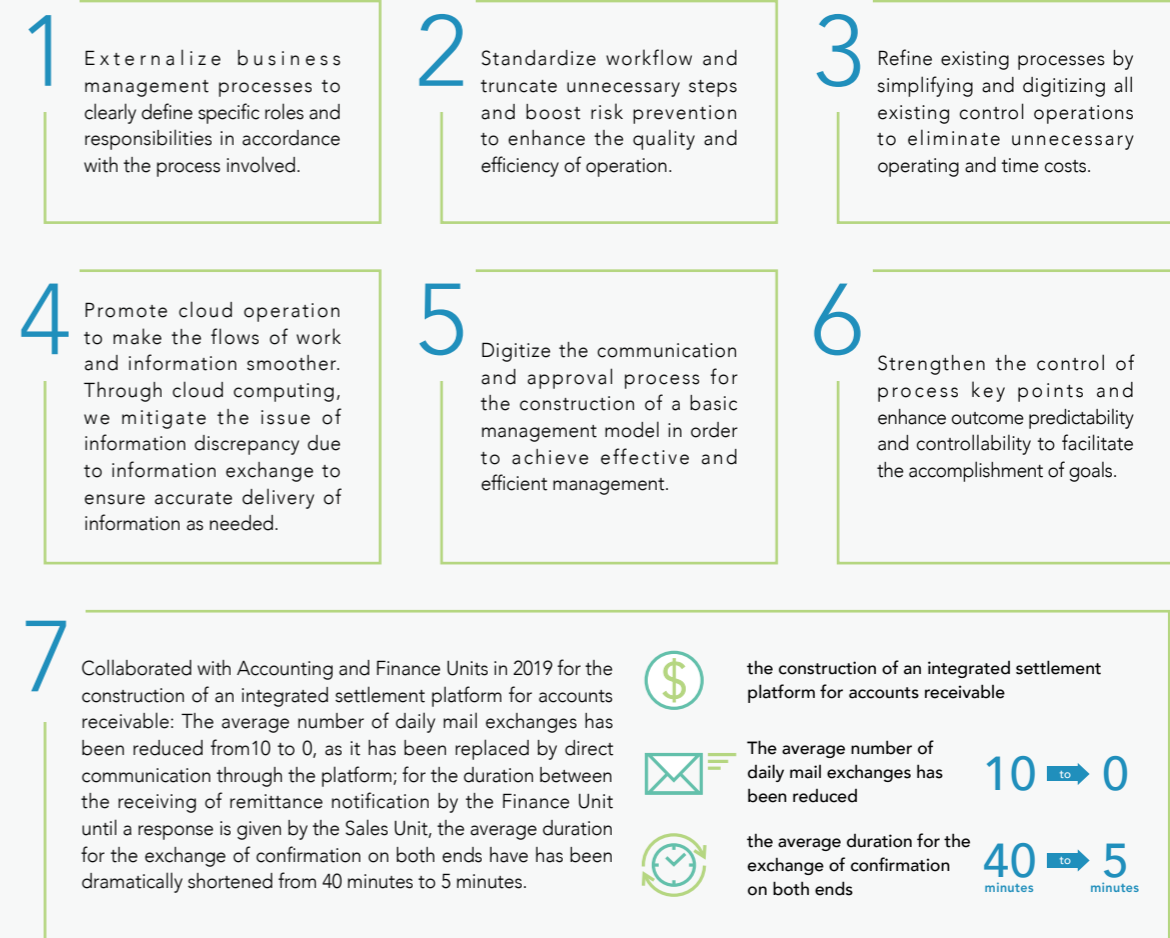 1
Externalize business
management processes to
clearly define specific roles and
responsibilities in accordance
with the process involved.
2
Standardize workflow and
truncate unnecessary steps
and boost risk prevention
to enhance the quality and
efficiency of operation.
3
Refine existing processes by
simplifying and digitizing all
existing control operations
to eliminate unnecessary
operating and time costs.
4
Promote cloud operation
to make the flows of work
and information smoother.
Through cloud computing,
we mitigate the issue of
information discrepancy due
to information exchange to
ensure accurate delivery of
information as needed.
5
Digitize the communication
and approval process for
the construction of a basic
management model in order
to achieve effective and
efficient management.
6
Strengthen the control of
process key points and
enhance outcome predictability
and controllability to facilitate
the accomplishment of goals.
7
Collaborated with Accounting and Finance Units in 2019 for the
construction of an integrated settlement platform for accounts
receivable: The average number of daily mail exchanges has
been reduced from10 to 0, as it has been replaced by direct
communication through the platform; for the duration between
the receiving of remittance notification by the Finance Unit
until a response is given by the Sales Unit, the average duration
for the exchange of confirmation on both ends have has been
dramatically shortened from 40 minutes to 5 minutes.
$
the construction of an integrated settlement
platform for accounts receivable
The average number of
daily mail exchanges has
been reduced
10 to 0
the average duration for the
exchange of confirmation
on both ends
40 to 5
minutes minutes